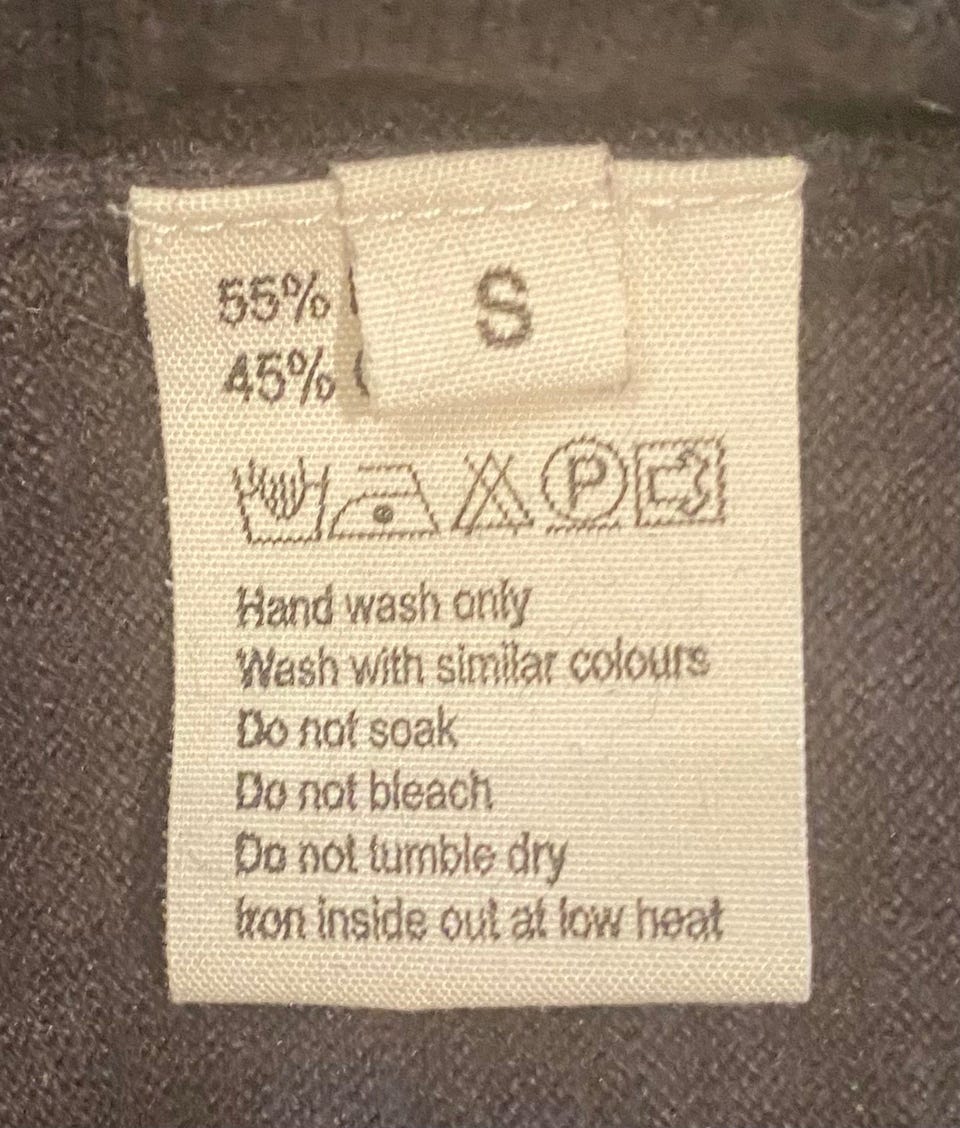 55%
S
45%
P
Hand wash only
Wash with similar colours
Do not soak
Do not bleach
Do not tumble dry
Iron inside out at low heat